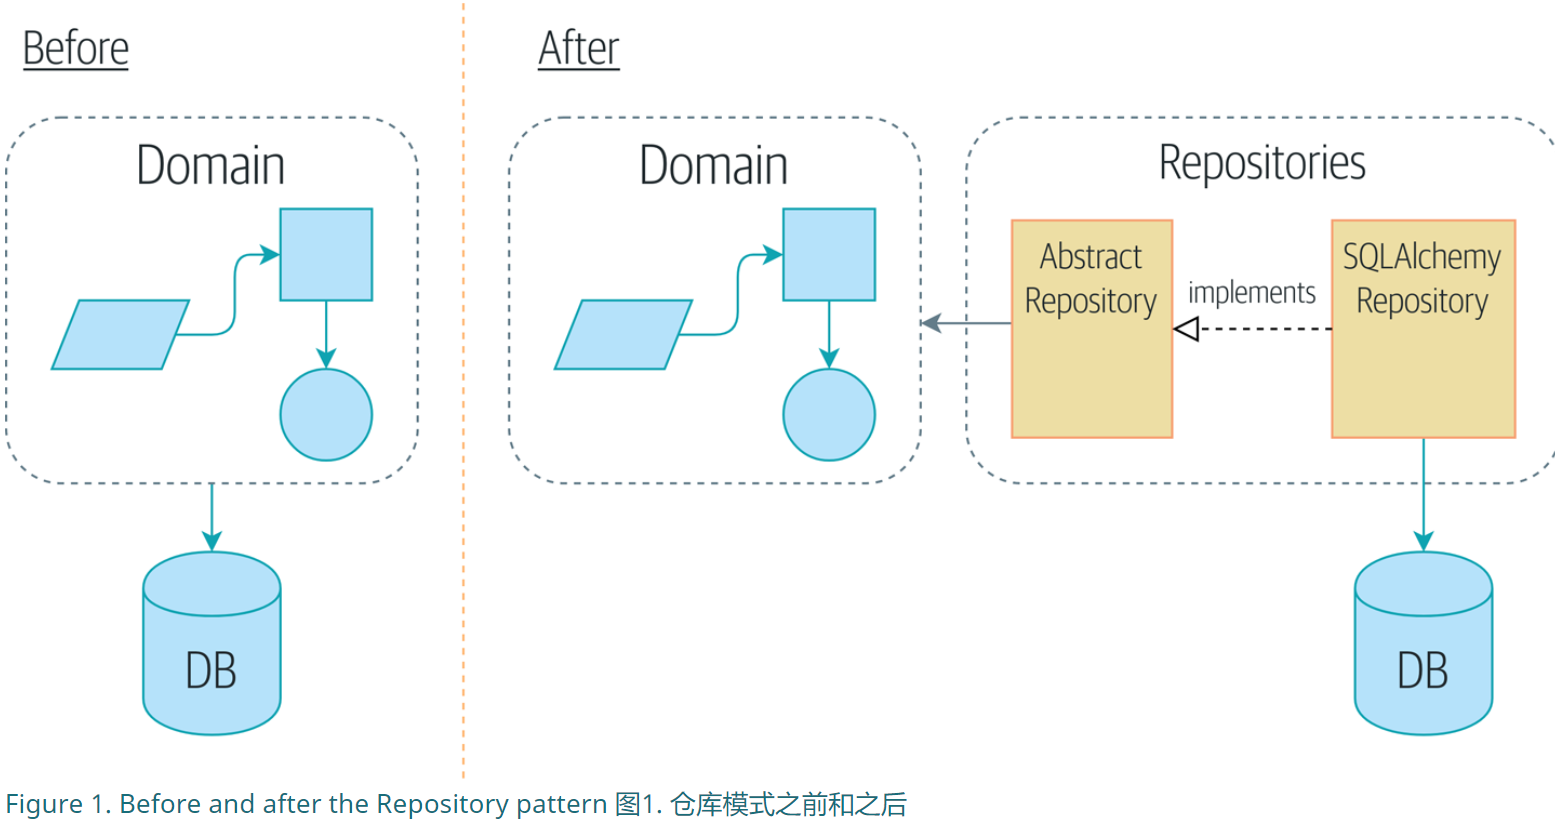 Before
After
Domain
Domain
Repositories
Abstract
Repository
implements
SQLAlchemy
Repository
DB
DB
Figure 1. Before and after the Repository pattern 图1. 仓库模式之前和之后